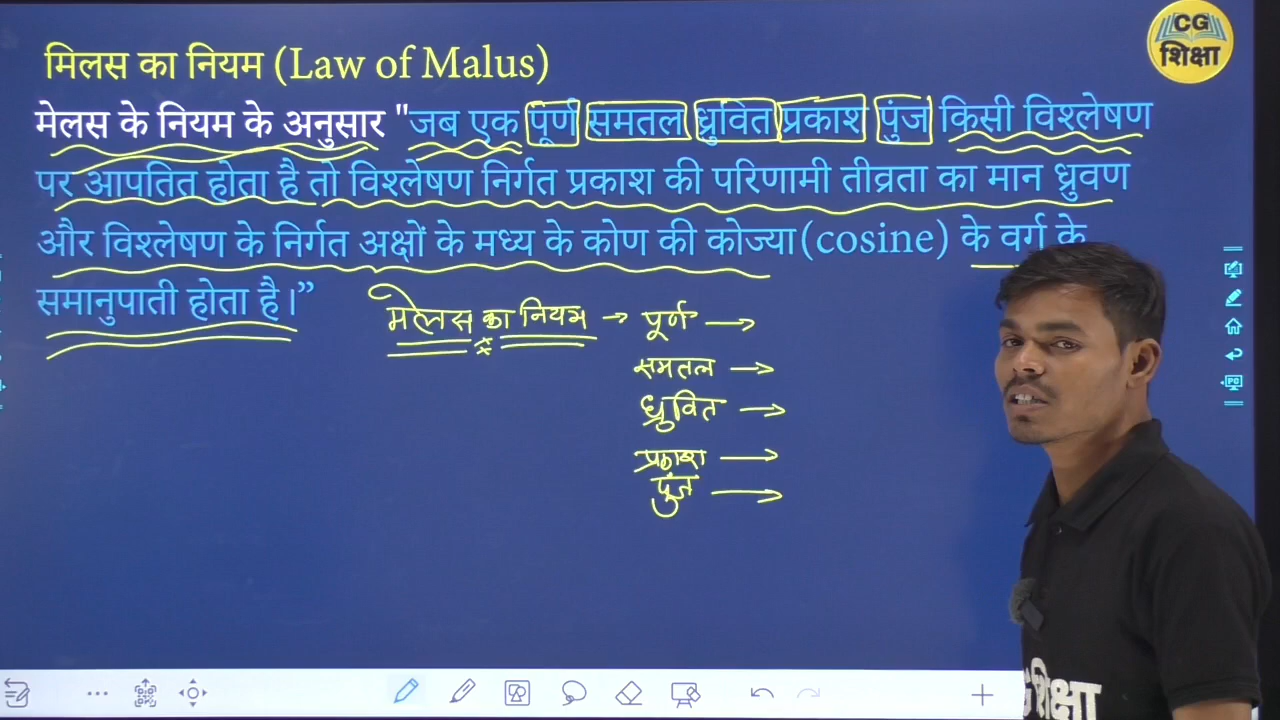 CG
शिक्षा
मिलस का नियम (Law of Malus)
मेलस के नियम के अनुसार "जब एक पूर्ण समतल ध्रुवित प्रकाश पुंज किसी विश्लेषण
पर आपतित होता है तो विश्लेषण निर्गत प्रकाश की परिणामी तीव्रता का मान ध्रुवण
और विश्लेषण के निर्गत अक्षों के मध्य के कोण की कोज्या(cosine) के वर्ग के
समानुपाती होता है।”
मेलस का नियम → पूर्ण →
समतल →
ध्रुवित →
प्रकाश
पुंज →
PC
शिक्षा